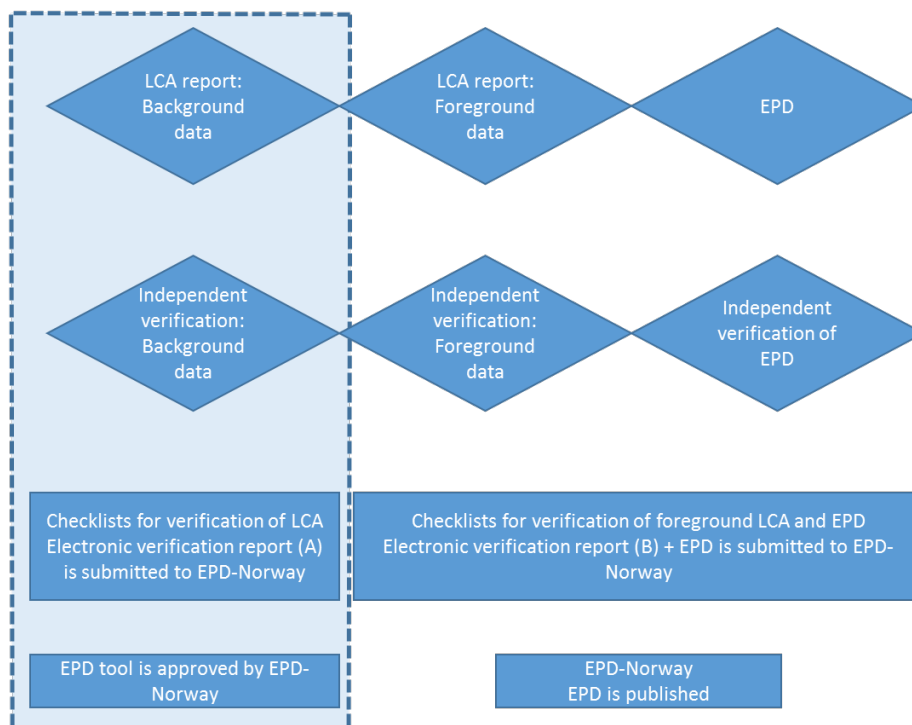 LCA report:
Background
data
LCA report:
Foreground
data
EPD
Independent
verification:
Background
data
Independent
verification:
Foreground
data
Independent
verification of
EPD
Checklists for verification of LCA
Electronic verification report (A)
is submitted to EPD-Norway
Checklists for verification of foreground LCA and EPD
Electronic verification report (B) + EPD is submitted to EPD-
Norway
EPD tool is approved by EPD-
Norway
EPD-Norway
EPD is published